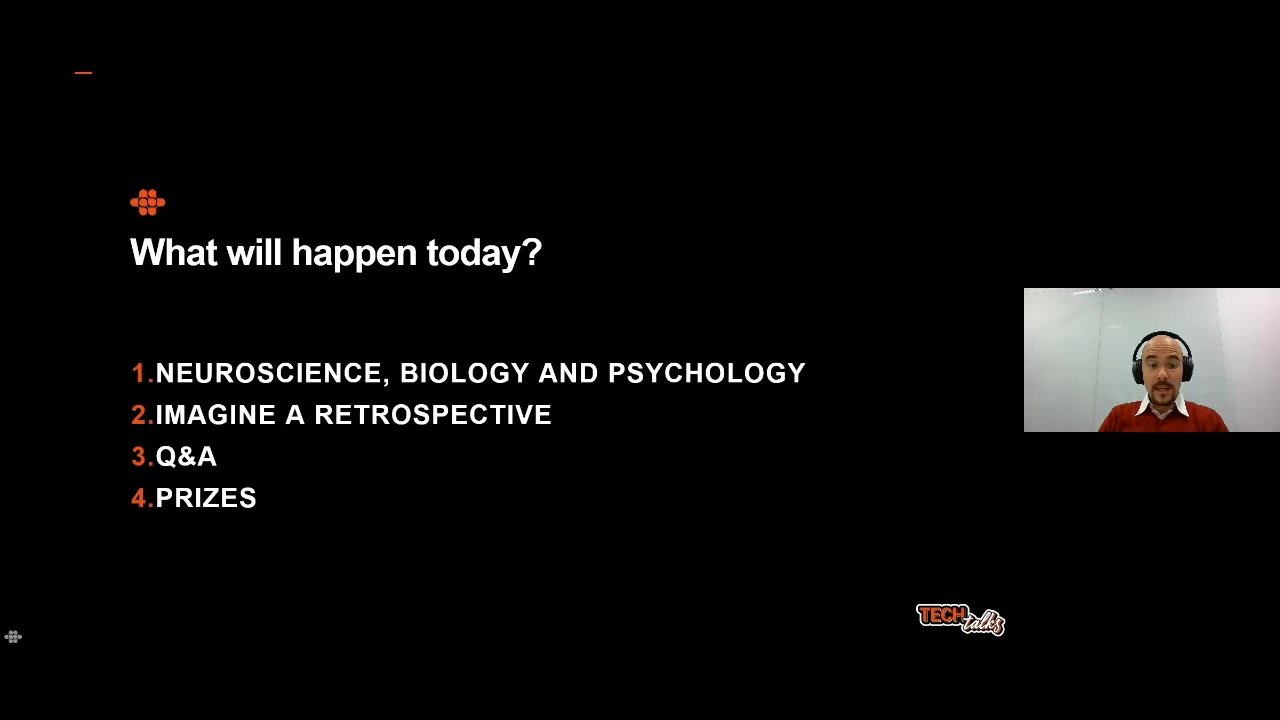 What will happen today?
1.NEUROSCIENCE, BIOLOGY AND PSYCHOLOGY
2.IMAGINE A RETROSPECTIVE
3.Q&A
4.PRIZES
TECH
talks